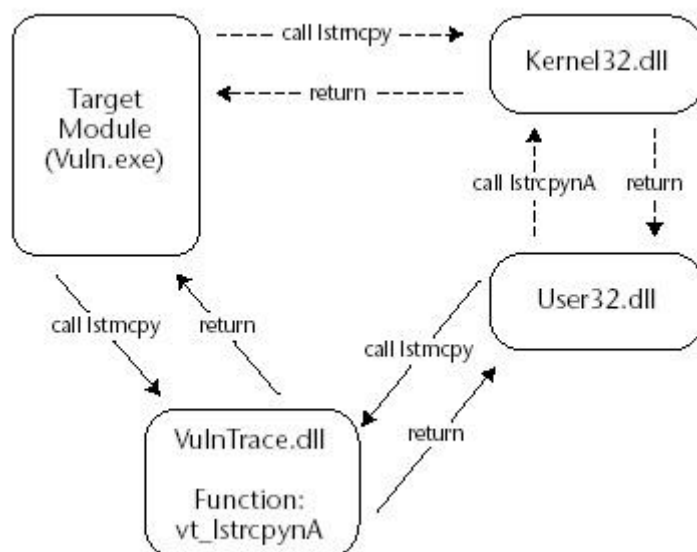 call lstrncpy
Kernel32.dll
Target
Module
(Vuln.exe)
return
call lstrcpynA
return
User32.dll
call lstrncpy
return
call lstrncpy
return
VulnTrace.dll
Function:
vt_lstrcpynA